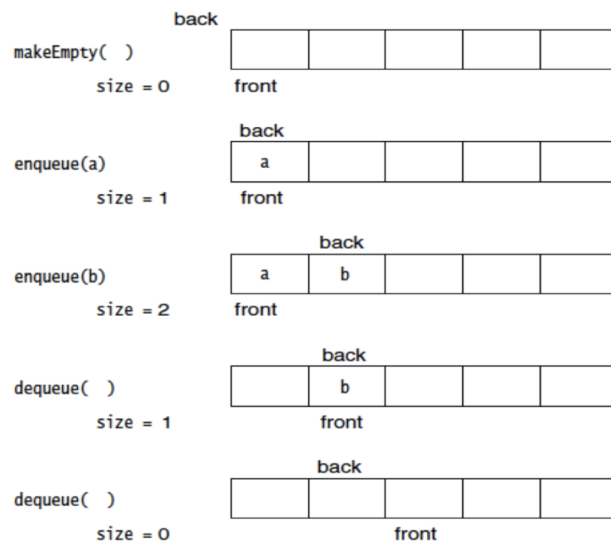 back
makeEmpty( )
size = 0 front
back
enqueue(a) a
size = 1 front
back
enqueue(b) a b
size = 2 front
back
dequeue( ) b
size = 1 front
back
dequeue( )
size = 0 front